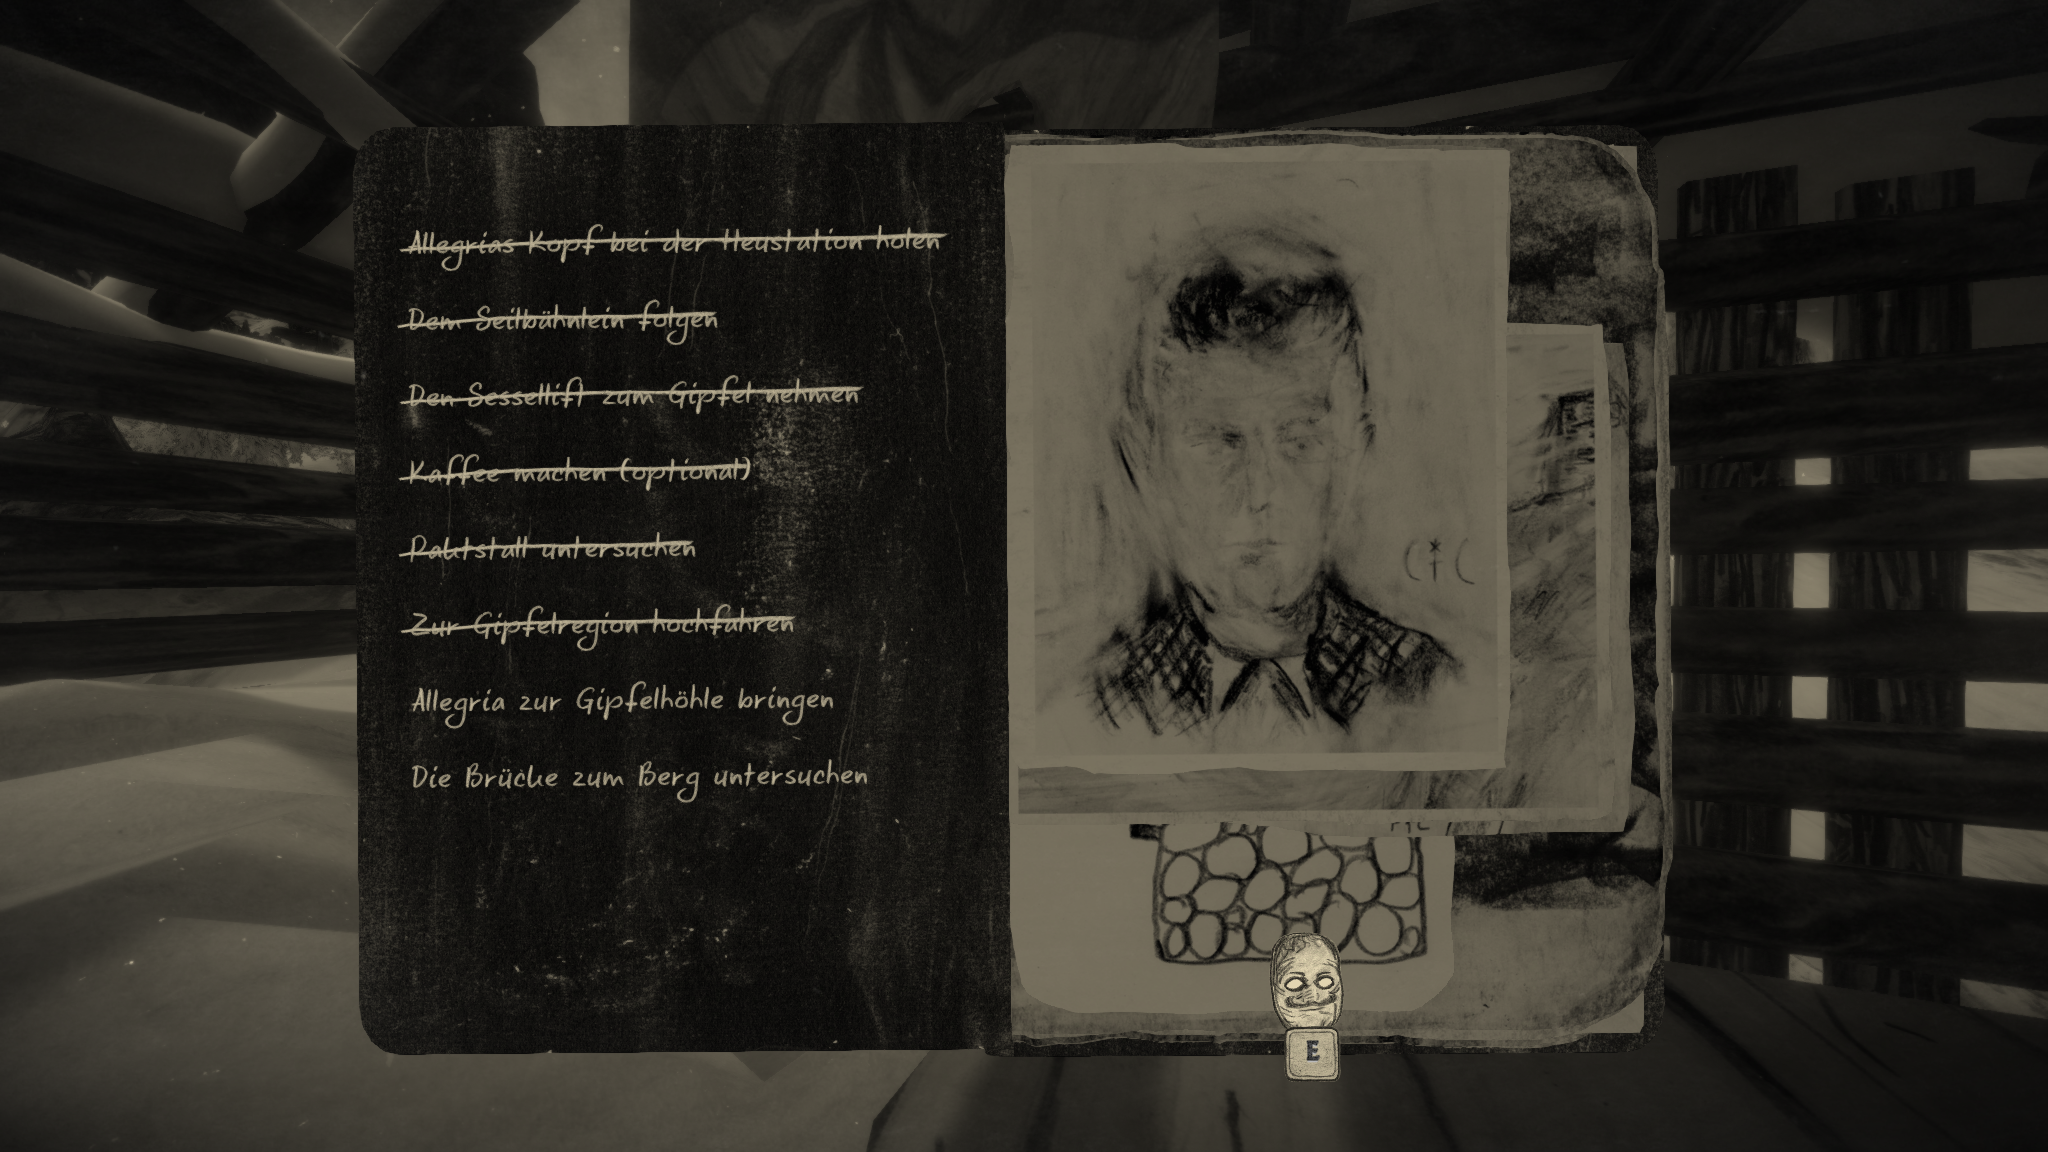 Allegrias Kopf bei der Heustation holen
Dem Seilbähnlein folgen
Den Sessellift zum Gipfel nehmen
Kaffee machen (optional)
Paktstall untersuchen
Zur Gipfelregion hochfahren
Allegria zur Gipfelhöhle bringen
Die Brücke zum Berg untersuchen
E